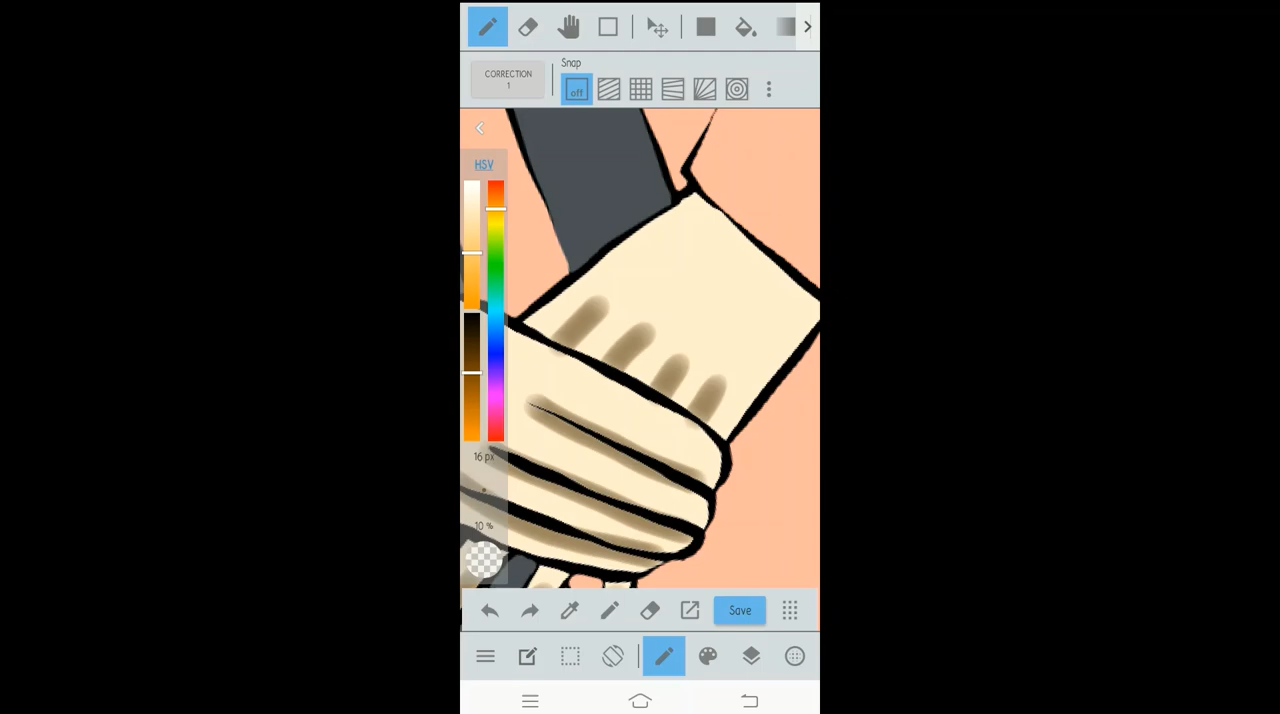 CORRECTION
1
Snap
off
HSV
16 px
10 %
Save